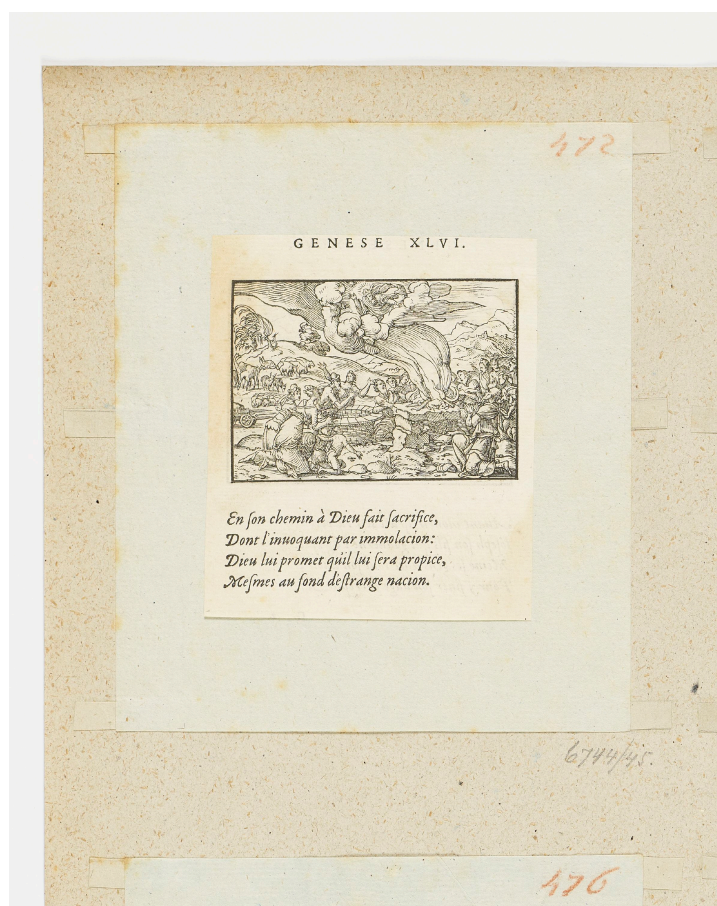 472
GENESE XLVI.
En ſon chemin à Dieu fait ſacrifice,
Dont l'inuoquant par immolacion:
Dieu lui promet qu'il lui ſera propice,
Meſmes au fond d'eſtrange nacion.
6744/45.
476